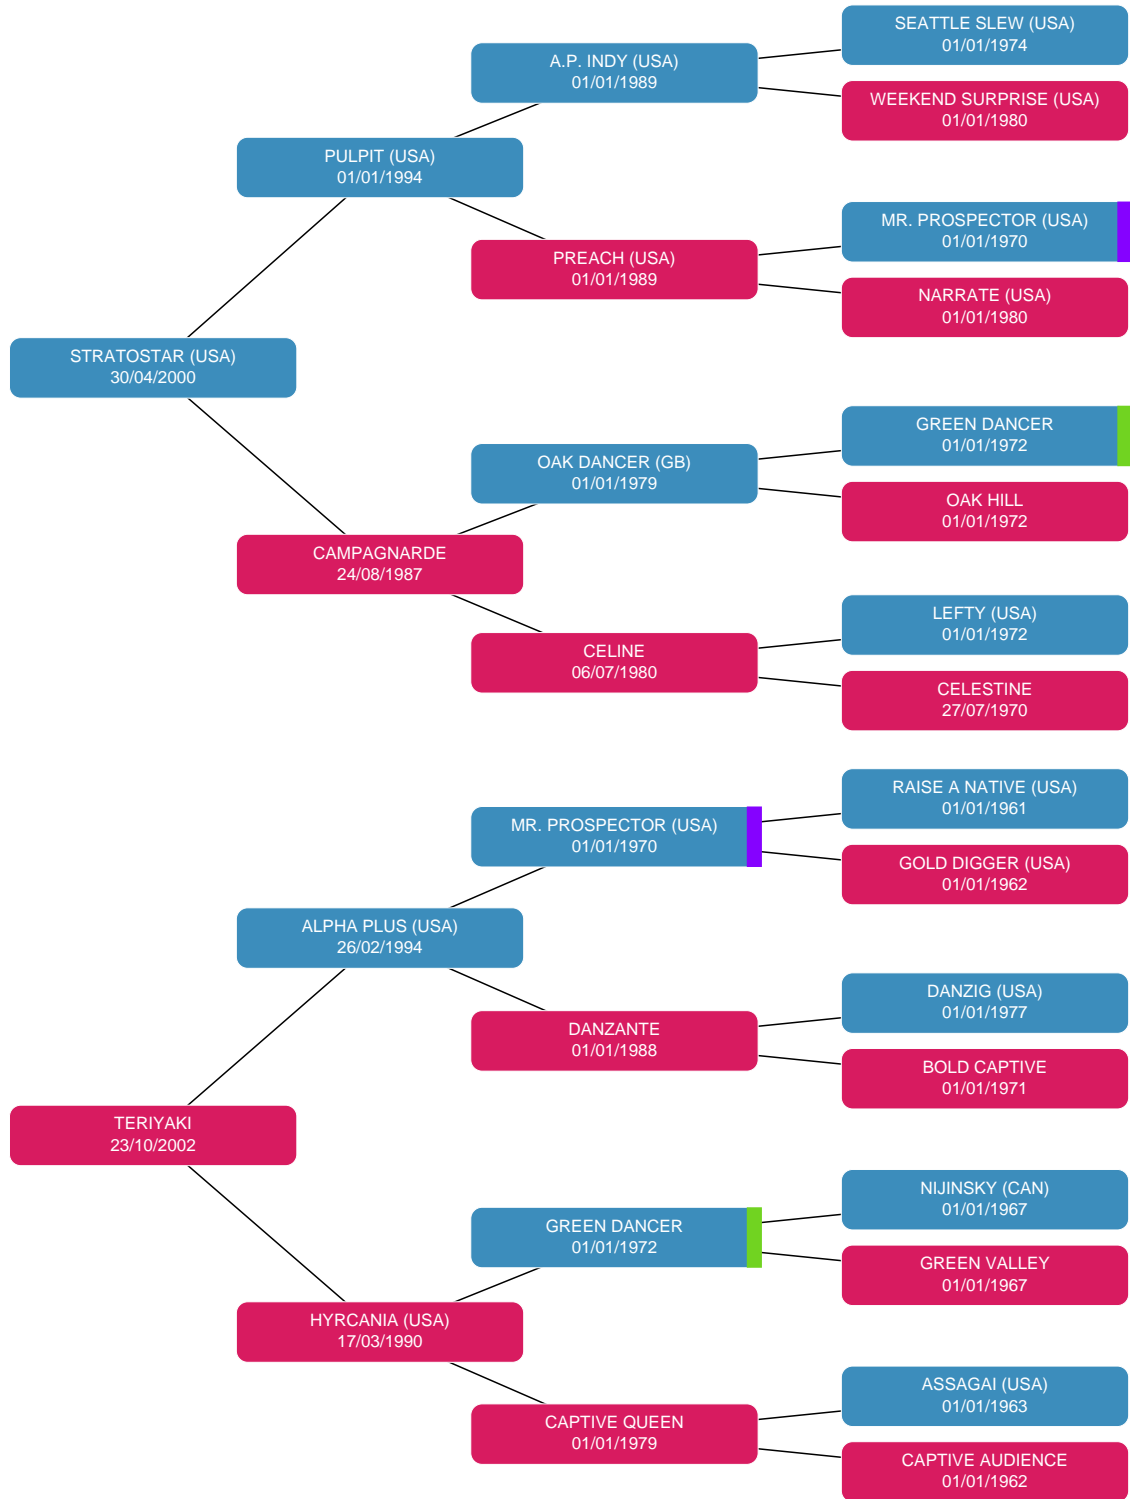 SEATTLE SLEW (USA)
01/01/1974
A.P. INDY (USA)
01/01/1989
WEEKEND SURPRISE (USA)
01/01/1980
PULPIT (USA)
01/01/1994
MR. PROSPECTOR (USA)
01/01/1970
PREACH (USA)
01/01/1989
NARRATE (USA)
01/01/1980
STRATOSTAR (USA)
30/04/2000
GREEN DANCER
01/01/1972
OAK DANCER (GB)
01/01/1979
OAK HILL
01/01/1972
CAMPAGNARDE
24/08/1987
LEFTY (USA)
01/01/1972
CELINE
06/07/1980
CELESTINE
27/07/1970
RAISE A NATIVE (USA)
01/01/1961
MR. PROSPECTOR (USA)
01/01/1970
GOLD DIGGER (USA)
01/01/1962
ALPHA PLUS (USA)
26/02/1994
DANZIG (USA)
01/01/1977
DANZANTE
01/01/1988
BOLD CAPTIVE
01/01/1971
TERIYAKI
23/10/2002
NIJINSKY (CAN)
01/01/1967
GREEN DANCER
01/01/1972
GREEN VALLEY
01/01/1967
HYRCANIA (USA)
17/03/1990
ASSAGAI (USA)
01/01/1963
CAPTIVE QUEEN
01/01/1979
CAPTIVE AUDIENCE
01/01/1962